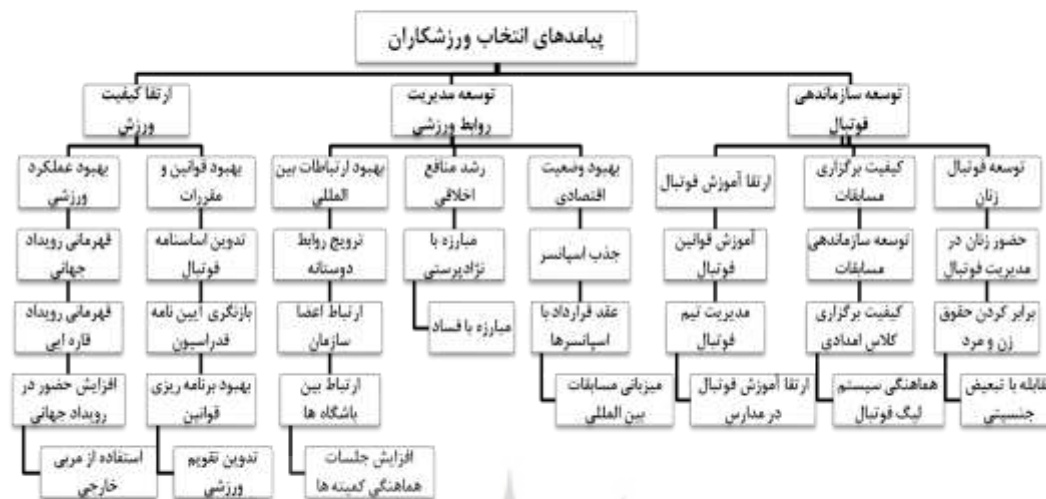 پیامدهای انتخاب ورزشکاران
توسعه سازماندهی
فوتبال
توسعه مدیریت
روابط ورزشی
ارتقا کیفیت
ورزش
توسعه فوتبال
زنان
کیفیت برگزاری
مسابقات
ارتقا آموزش فوتبال
بهبود وضعیت
اقتصادی
رشد منافع
اخلاقی
بهبود ارتباطات بین
المللی
بهبود قوانین و
مقررات
بهبود عملکرد
ورزشی
حضور زنان در
مدیریت فوتبال
توسعه سازماندهی
مسابقات
آموزش قوانین
فوتبال
جذب اسپانسر
مبارزه با
نژادپرستی
ترویج روابط
دوستانه
تدوین اساسنامه
فوتبال
قهرمانی رویداد
جهانی
برابر کردن حقوق
زن و مرد
کیفیت برگزاری
کلاس امدادی
مدیریت تیم
فوتبال
عقد قرارداد با
اسپانسرها
مبارزه با فساد
ارتباط اعضا
سازمان
بازنگری آیین نامه
فدراسیون
قهرمانی رویداد
قاره ایی
قابله با تبعیض
جنسیتی
هماهنگی سیستم
لیگ فوتبال
ارتقا آموزش فوتبال
در مدارس
میزبانی مسابقات
بین المللی
ارتباط بین
باشگاه ها
بهبود برنامه ریزی
قوانین
افزایش حضور در
رویداد جهانی
افزایش جلسات
هماهنگی کمیته ها
تدوین تقویم
ورزشی
استفاده از مربی
خارجی